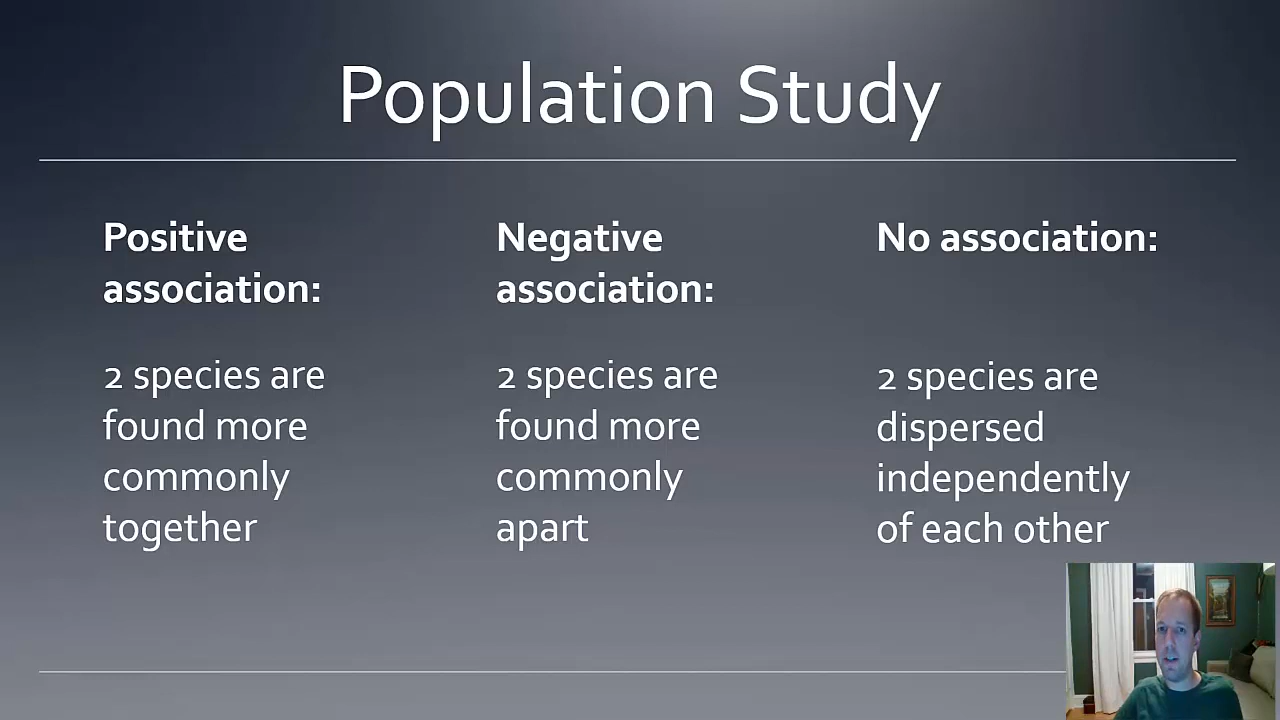 Population Study
Positive
association:
2 species are
found more
commonly
together
Negative
association:
2 species are
found more
commonly
apart
No association:
2 species are
dispersed
independently
of each other